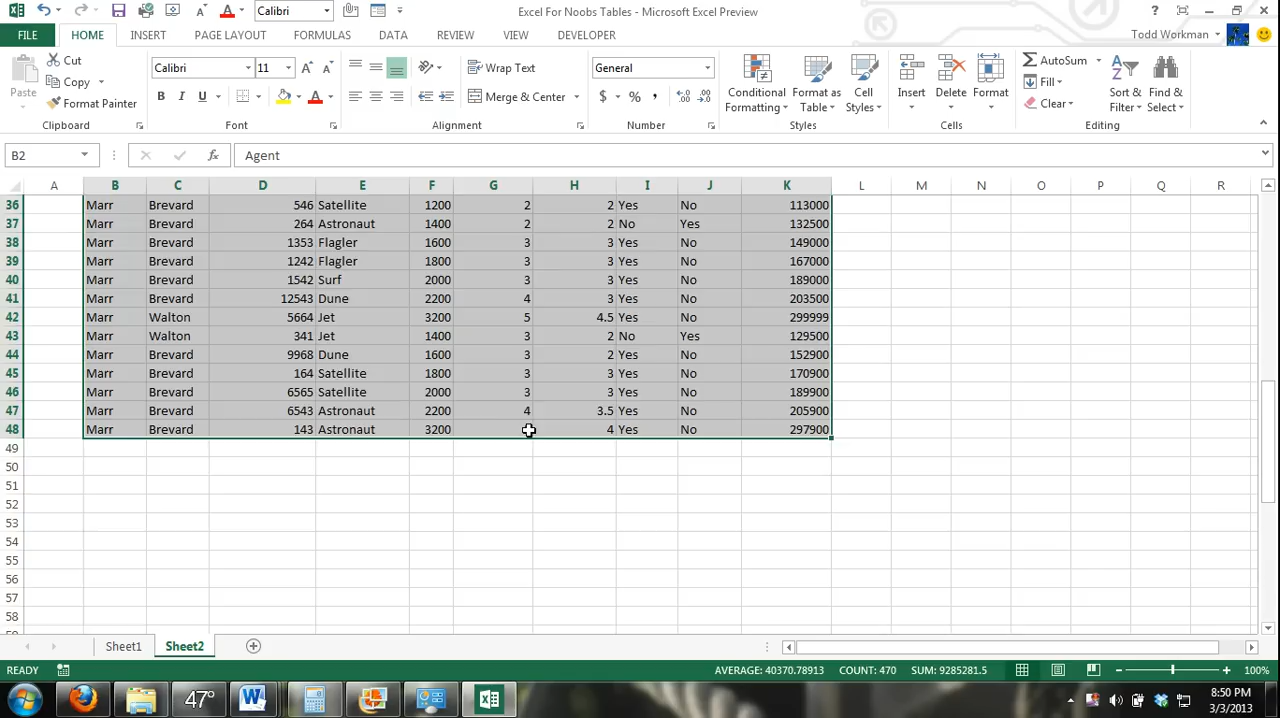 Calibri
Excel For Noobs Tables - Microsoft Excel Preview
?
FILE HOME INSERT PAGE LAYOUT FORMULAS DATA REVIEW VIEW DEVELOPER Todd Workman
Paste Cut Copy Format Painter
Calibri 11
B I U
Wrap Text
Merge & Center
General
$ % ,
Conditional Formatting
Format as Table
Cell Styles
Insert Delete Format
AutoSum
Fill
Clear
Sort & Filter
Find & Select
Clipboard Font Alignment Number Styles Cells Editing
B2 fx Agent
A B C D E F G H I J K L M N O P Q R
36 Marr Brevard 546 Satellite 1200 2 2 Yes No 113000
37 Marr Brevard 264 Astronaut 1400 2 2 No Yes 132500
38 Marr Brevard 1353 Flagler 1600 3 3 Yes No 149000
39 Marr Brevard 1242 Flagler 1800 3 3 Yes No 167000
40 Marr Brevard 1542 Surf 2000 3 3 Yes No 189000
41 Marr Brevard 12543 Dune 2200 4 3 Yes No 203500
42 Marr Walton 5664 Jet 3200 5 4.5 Yes No 299999
43 Marr Walton 341 Jet 1400 3 2 No Yes 129500
44 Marr Brevard 9968 Dune 1600 3 2 Yes No 152900
45 Marr Brevard 164 Satellite 1800 3 3 Yes No 170900
46 Marr Brevard 6565 Satellite 2000 3 3 Yes No 189900
47 Marr Brevard 6543 Astronaut 2200 4 3.5 Yes No 205900
48 Marr Brevard 143 Astronaut 3200 4 Yes No 297900
49
50
51
52
53
54
55
56
57
58
Sheet1 Sheet2
READY AVERAGE: 40370.78913 COUNT: 470 SUM: 9285281.5 100%
47° 8:50 PM
3/3/2013